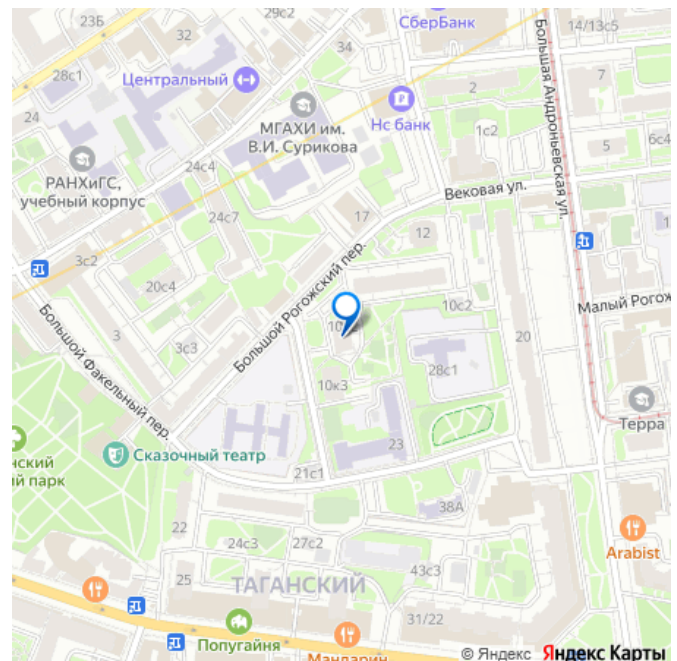 23Б
29с2
СберБанк
14/13с5
32
34
28с1
Центральный
7
2
24
МГАХИ им.
В.И. Сурикова
Нс банк
Большая Андроньевская ул.
1с2
6с4
5
РАНХиГС,
учебный корпус
24с4
Вековая ул.
24с7
17
12
3с2
20с4
Большой Рогожский пер.
10с2
Малый Рогож
3
3с3
20
Большой Факельный пер.
10к3
28с1
Терра
23
нский
й парк
Сказочный театр
21с1
38А
22
24с3
27с2
Arabist
25
ТАГАНСКИЙ
43с3
31/22
Попугайня
Мандарин
© Яндекс Яндекс Карты